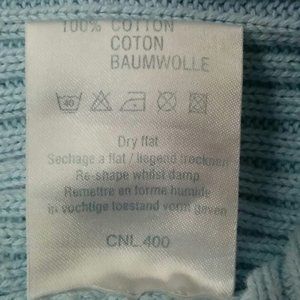 100% COTTON
COTON
BAUMWOLLE
40
Dry flat
Sechage a flat / liegend trocknen
Re-shape whilst damp
Remettre en forme humide
in vochtige toestand vorm geven
CNL.400